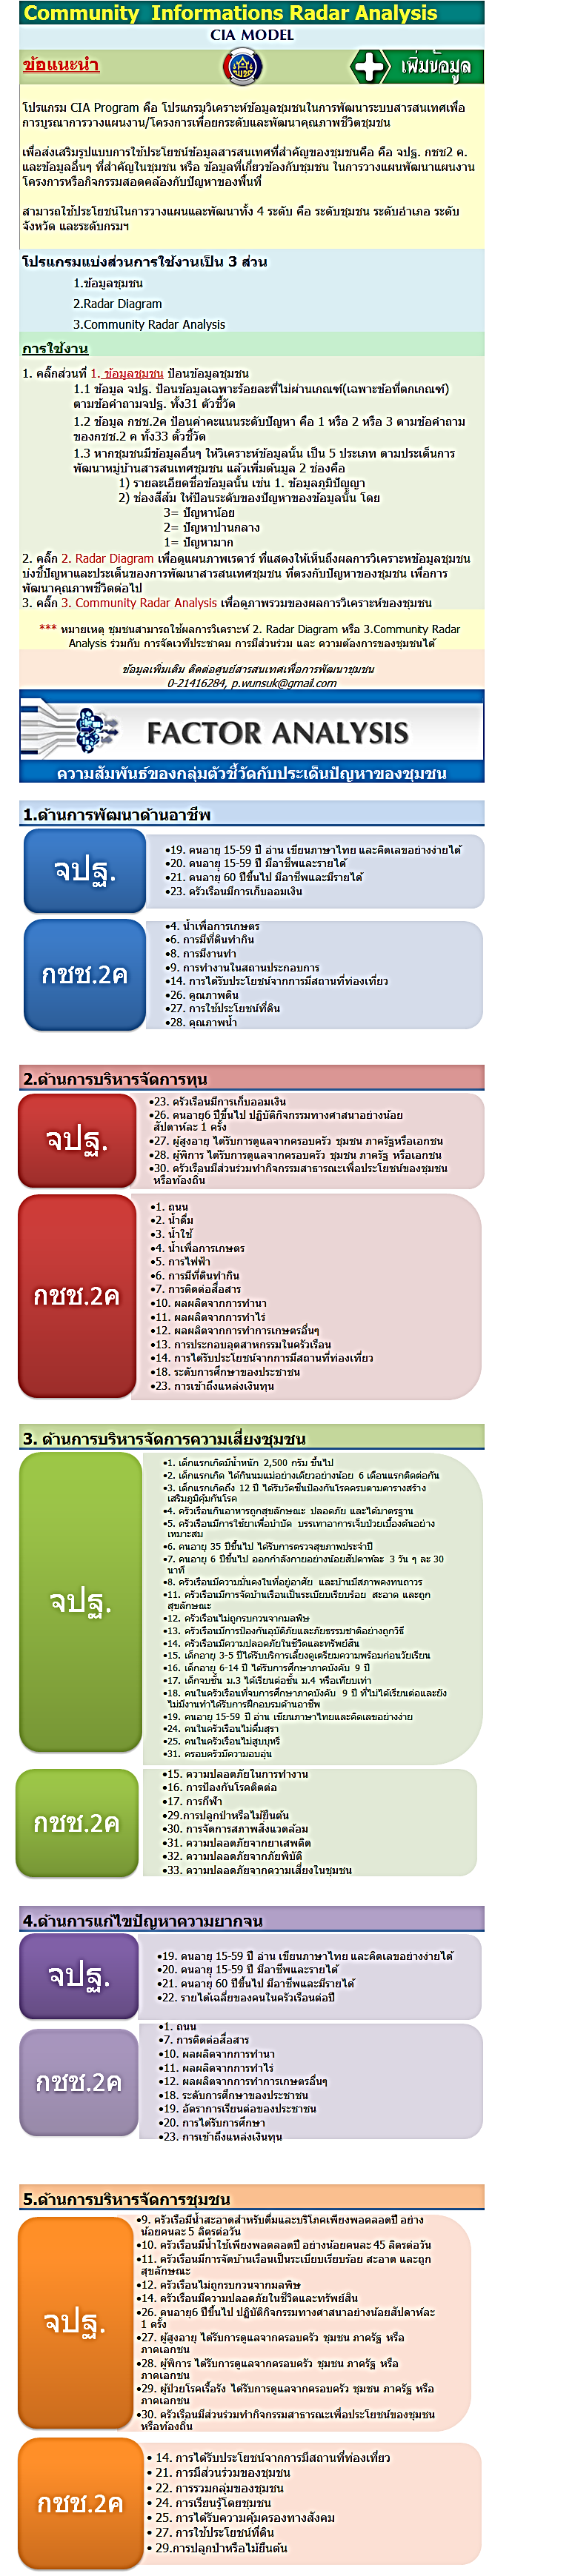 Community  Informations Radar Analysis
CIA MODEL
ข้อแนะนำ
เพิ่มข้อมูล
โปรแกรม CIA Program คือ โปรแกรมวิเคราะห์ข้อมูลชุมชนในการพัฒนาระบบสารสนเทศเพื่อ
การบูรณาการวางแผนงาน/โครงการเพื่อยกระดับและพัฒนาคุณภาพชีวิตชุมชน
เพื่อส่งเสริมรูปแบบการใช้ประโยชน์ข้อมูลสารสนเทศที่สำคัญของชุมชนคือ คือ จปฐ. กชช2 ค.
และข้อมูลอื่นๆ ที่สำคัญในชุมชน หรือ ข้อมูลที่เกี่ยวข้องกับชุมชน ในการวางแผนพัฒนาแผนงาน
โครงการหรือกิจกรรมสอดคล้องกับปัญหาของพื้นที่
สามารถใช้ประโยชน์ในการวางแผนและพัฒนาทั้ง 4 ระดับ คือ ระดับชุมชน ระดับอำเภอ ระดับ
จังหวัด และระดับกรมฯ
โปรแกรมแบ่งส่วนการใช้งานเป็น 3 ส่วน
1.ข้อมูลชุมชน
2.Radar Diagram
3.Community Radar Analysis
การใช้งาน
1. คลิ๊กส่วนที่ 1. ข้อมูลชุมชน ป้อนข้อมูลชุมชน
1.1 ข้อมูล จปฐ. ป้อนข้อมูลเฉพาะร้อยละที่ไม่ผ่านเกณฑ์(เฉพาะข้อที่ตกเกณฑ์)
ตามข้อคำถามจปฐ. ทั้ง31 ตัวชี้วัด
1.2 ข้อมูล กชช.2ค ป้อนค่าคะแนนระดับปัญหา คือ 1 หรือ 2 หรือ 3 ตามข้อคำถาม
ของกชช.2 ค ทั้ง33 ตั้วชี้วัด
1.3 หากชุมชนมีข้อมูลอื่นๆ ให้วิเคราะห์ข้อมูลนั้น เป็น 5 ประเภท ตามประเด็นการ
พัฒนาหมู่บ้านสารสนเทศชุมชน แล้วเพิ่มต้นมูล 2 ช่องคือ
1) รายละเอียดชื่อข้อมูลนั้น เช่น 1. ข้อมูลภูมิปัญญา
2) ช่องสีส้ม ให้ป้อนระดับของปัญหาของข้อมูลนั้น โดย
3= ปัญหาน้อย
2= ปัญหาปานกลาง
1= ปัญหามาก
2. คลิ๊ก 2. Radar Diagram เพื่อดูแผนภาพเรดาร์ ที่แสดงให้เห็นถึงผลการวิเคราะหข้อมูลชุมชน
บ่งชี้ปัญหาและประเด็นของการพัฒนาสารสนเทศชุมชน ที่ตรงกับปัญหาของชุมชน เพื่อการ
พัฒนาคุณภาพชีวิตต่อไป
3. คลิ๊ก 3. Community Radar Analysis เพื่อดูภาพรวมของผลการวิเคราะห์ของชุมชน
*** หมายเหตุ ชุมชนสามารถใช้ผลการวิเคราะห์ 2. Radar Diagram หรือ 3.Community Radar
Analysis ร่วมกับ การจัดเวทีประชาคม การมีส่วนร่วม และ ความต้องการของชุมชนได้
ข้อมูลเพิ่มเติม ติดต่อศูนย์สารสนเทศเพื่อการพัฒนาชุมชน
0-21416284, p.wunsuk@gmail.com
FACTOR ANALYSIS
ความสัมพันธ์ของกลุ่มตัวชี้วัดกับประเด็นปัญหาของชุมชน
1.ด้านการพัฒนาด้านอาชีพ
จปฐ.
•19. คนอายุ 15-59 ปี อ่าน เขียนภาษาไทย และคิดเลขอย่างง่ายได้
•20. คนอายุ 15-59 ปี มีอาชีพและรายได้
•21. คนอายุ 60 ปีขึ้นไป มีอาชีพและมีรายได้
•23. ครัวเรือนมีการเก็บออมเงิน
กชช.2ค
•4. น้ำเพื่อการเกษตร
•6. การมีที่ดินทำกิน
•8. การมีงานทำ
•9. การทำงานในสถานประกอบการ
•14. การได้รับประโยชน์จากการมีสถานที่ท่องเที่ยว
•26. คูณภาพดิน
•27. การใช้ประโยชน์ที่ดิน
•28. คุณภาพน้ำ
2.ด้านการบริหารจัดการทุน
จปฐ.
•23. ครัวเรือนมีการเก็บออมเงิน
•26. คนอายุ6 ปีขึ้นไป ปฏิบัติกิจกรรมทางศาสนาอย่างน้อย
สัปดาห์ละ 1 ครั้ง
•27. ผู้สูงอายุ ได้รับการดูแลจากครอบครัว ชุมชน ภาครัฐหรือเอกชน
•28. ผู้พิการ ได้รับการดูแลจากครอบครัว ชุมชน ภาครัฐ หรือเอกชน
•30. ครัวเรือนมีส่วนร่วมทำกิจกรรมสาธารณะเพื่อประโยชน์ของชุมชน
หรือท้องถิ่น
กชช.2ค
•1. ถนน
•2. น้ำดื่ม
•3. น้ำใช้
•4. น้ำเพื่อการเกษตร
•5. การไฟฟ้า
•6. การมีที่ดินทำกิน
•7. การติดต่อสื่อสาร
•10. ผลผลิตจากการทำนา
•11. ผลผลิตจากการทำไร่
•12. ผลผลิตจากการทำการเกษตรอื่นๆ
•13. การประกอบอุตสาหกรรมในครัวเรือน
•14. การได้รับประโยชน์จากการมีสถานที่ท่องเที่ยว
•18. ระดับการศึกษาของประชาชน
•23. การเข้าถึงแหล่งเงินทุน
3. ด้านการบริหารจัดการความเสี่ยงชุมชน
จปฐ.
•1. เด็กแรกเกิดมีน้ำหนัก 2,500 กรัม ขึ้นไป
•2. เด็กแรกเกิด ได้กินนมแม่อย่างเดียวอย่างน้อย 6 เดือนแรกติดต่อกัน
•3. เด็กแรกเกิดถึง 12 ปี ได้รับวัคซีนป้องกันโรคครบตามตารางสร้าง
เสริมภูมิคุ้มกันโรค
•4. ครัวเรือนกินอาหารถูกสุขลักษณะ ปลอดภัย และได้มาตรฐาน
•5. ครัวเรือนมีการใช้ยาเพื่อบำบัด บรรเทาอาการเจ็บป่วยเบื้องต้นอย่าง
เหมาะสม
•6. คนอายุ 35 ปีขึ้นไป ได้รับการตรวจสุขภาพประจำปี
•7. คนอายุ 6 ปีขึ้นไป ออกกำลังกายอย่างน้อยสัปดาห์ละ 3 วัน ๆ ละ 30
นาที
•8. ครัวเรือนมีความมั่นคงในที่อยู่อาศัย และบ้านมีสภาพคงทนถาวร
•11. ครัวเรือนมีการจัดบ้านเรือนเป็นระเบียบเรียบร้อย สะอาด และถูก
สุขลักษณะ
•12. ครัวเรือนไม่ถูกรบกวนจากมลพิษ
•13. ครัวเรือนมีการป้องกันอุบัติภัยและภัยธรรมชาติอย่างถูกวิธี
•14. ครัวเรือนมีความปลอดภัยในชีวิตและทรัพย์สิน
•15. เด็กอายุ 3-5 ปีได้รับบริการเลี้ยงดูเตรียมความพร้อมก่อนวัยเรียน
•16. เด็กอายุ 6-14 ปี ได้รับการศึกษาภาคบังคับ 9 ปี
•17. เด็กจบชั้น ม.3 ได้เรียนต่อชั้น ม.4 หรือเทียบเท่า
•18. คนในครัวเรือนที่จบการศึกษาภาคบังคับ 9 ปี ที่ไม่ได้เรียนต่อและยัง
ไม่มีงานทำได้รับการฝึกอบรมด้านอาชีพ
•19. คนอายุ 15-59 ปี อ่าน เขียนภาษาไทยและคิดเลขอย่างง่าย
•24. คนในครัวเรือนไม่ดื่มสุรา
•25. คนในครัวเรือนไม่สูบบุหรี่
•31. ครอบครัวมีความอบอุ่น
กชช.2ค
•15. ความปลอดภัยในการทำงาน
•16. การป้องกันโรคติดต่อ
•17. การกีฬา
•29.การปลูกป่าหรือไม้ยืนต้น
•30. การจัดการสภาพสิ่งแวดล้อม
•31. ความปลอดภัยจากยาเสพติด
•32. ความปลอดภัยจากภัยพิบัติ
•33. ความปลอดภัยจากความเสี่ยงในชุมชน
4.ด้านการแก้ไขปัญหาความยากจน
จปฐ.
•19. คนอายุ 15-59 ปี อ่าน เขียนภาษาไทย และคิดเลขอย่างง่ายได้
•20. คนอายุ 15-59 ปี มีอาชีพและรายได้
•21. คนอายุ 60 ปีขึ้นไป มีอาชีพและมีรายได้
•22. รายได้เฉลี่ยของคนในครัวเรือนต่อปี
กชช.2ค
•1. ถนน
•7. การติดต่อสื่อสาร
•10. ผลผลิตจากการทำนา
•11. ผลผลิตจากการทำไร่
•12. ผลผลิตจากการทำการเกษตรอื่นๆ
•18. ระดับการศึกษาของประชาชน
•19. อัตราการเรียนต่อของประชาชน
•20. การได้รับการศึกษา
•23. การเข้าถึงแหล่งเงินทุน
5.ด้านการบริหารจัดการชุมชน
จปฐ.
•9. ครัวเรือมีน้ำสะอาดสำหรับดื่มและบริโภคเพียงพอตลอดปี อย่าง
น้อยคนละ 5 ลิตรต่อวัน
•10. ครัวเรือนมีน้ำใช้เพียงพอตลอดปี อย่างน้อยคนละ 45 ลิตรต่อวัน
•11. ครัวเรือนมีการจัดบ้านเรือนเป็นระเบียบเรียบร้อย สะอาด และถูก
สุขลักษณะ
•12. ครัวเรือนไม่ถูกรบกวนจากมลพิษ
•14. ครัวเรือนมีความปลอดภัยในชีวิตและทรัพย์สิน
•26. คนอายุ6 ปีขึ้นไป ปฏิบัติกิจกรรมทางศาสนาอย่างน้อยสัปดาห์ละ
1 ครั้ง
•27. ผู้สูงอายุ ได้รับการดูแลจากครอบครัว ชุมชน ภาครัฐ หรือ
ภาคเอกชน
•28. ผู้พิการ ได้รับการดูแลจากครอบครัว ชุมชน ภาครัฐ หรือ
ภาคเอกชน
•29. ผู้ป่วยโรคเรื้อรัง ได้รับการดูแลจากครอบครัว ชุมชน ภาครัฐ หรือ
ภาคเอกชน
•30. ครัวเรือนมีส่วนร่วมทำกิจกรรมสาธารณะเพื่อประโยชน์ของชุมชน
หรือท้องถิ่น
กชช.2ค
• 14. การได้รับประโยชน์จากการมีสถานที่ท่องเที่ยว
• 21. การมีส่วนร่วมของชุมชน
• 22. การรวมกลุ่มของชุมชน
• 24. การเรียนรู้โดยชุมชน
• 25. การได้รับความคุ้มครองทางสังคม
• 27. การใช้ประโยชน์ที่ดิน
• 29.การปลูกป่าหรือไม้ยืนต้น